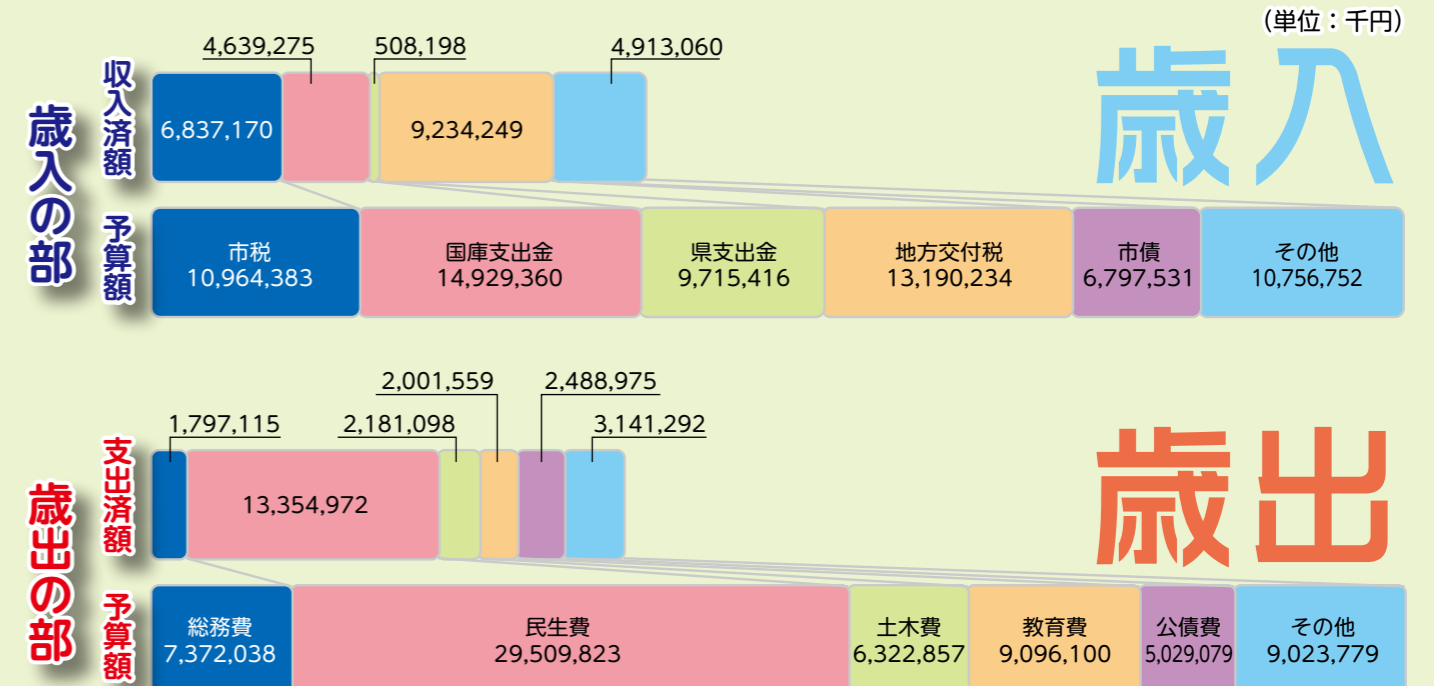 (単位：千円)
歳入
歳入の部
収入済額
4,639,275
508,198
4,913,060
6,837,170
9,234,249
予算額
市税
10,964,383
国庫支出金
14,929,360
県支出金
9,715,416
地方交付税
13,190,234
市債
6,797,531
その他
10,756,752
歳出
歳出の部
支出済額
2,001,559
2,488,975
1,797,115
2,181,098
3,141,292
13,354,972
予算額
総務費
7,372,038
民生費
29,509,823
土木費
6,322,857
教育費
9,096,100
公債費
5,029,079
その他
9,023,779